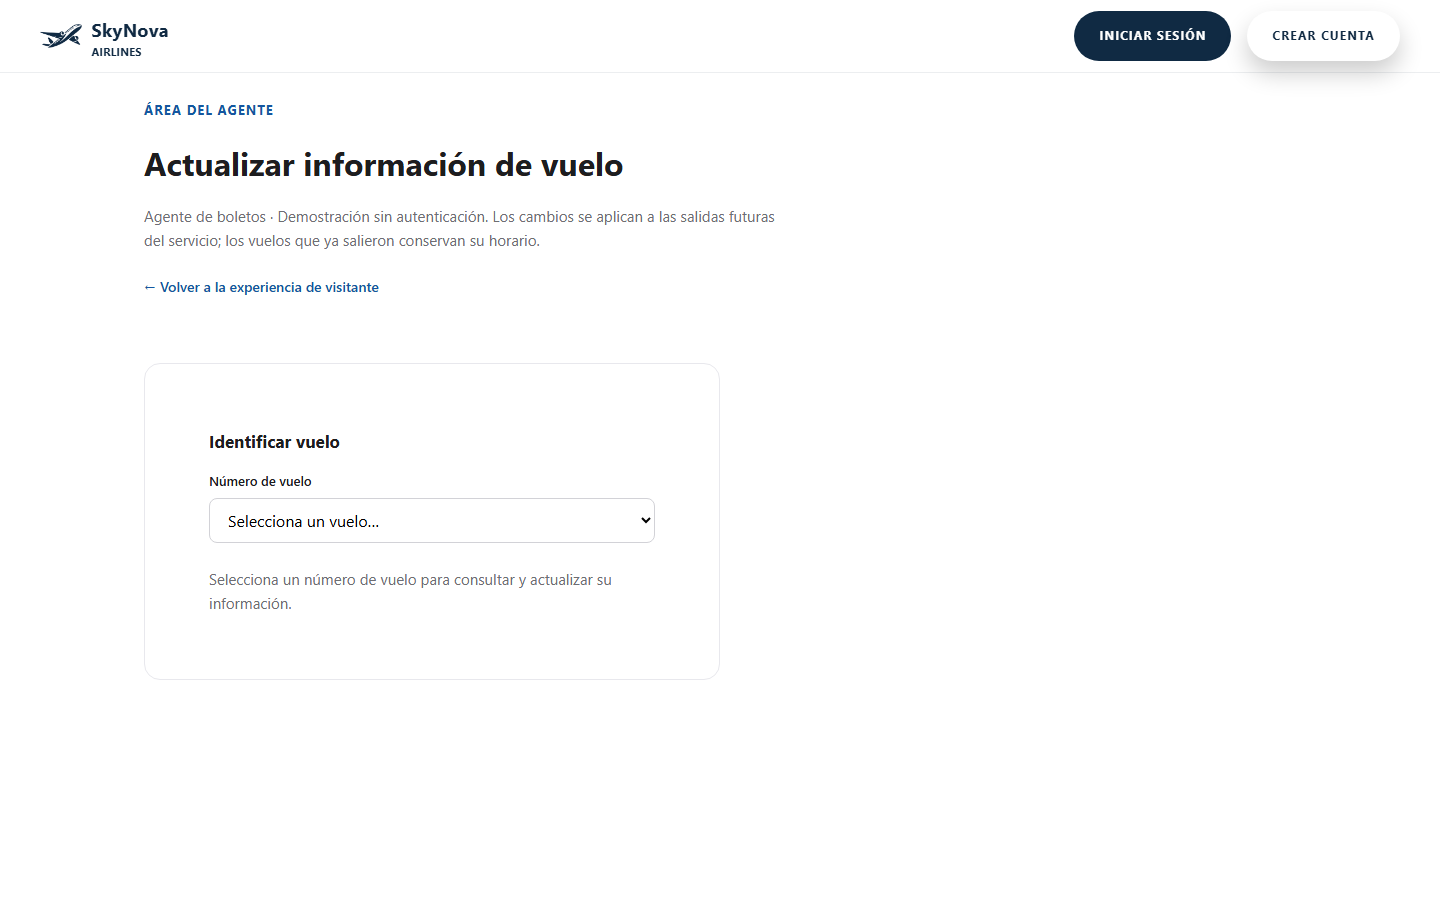 SkyNova
AIRLINES
INICIAR SESIÓN
CREAR CUENTA
ÁREA DEL AGENTE
Actualizar información de vuelo
Agente de boletos · Demostración sin autenticación. Los cambios se aplican a las salidas futuras
del servicio; los vuelos que ya salieron conservan su horario.
← Volver a la experiencia de visitante
Identificar vuelo
Número de vuelo
Selecciona un vuelo...
Selecciona un número de vuelo para consultar y actualizar su
información.